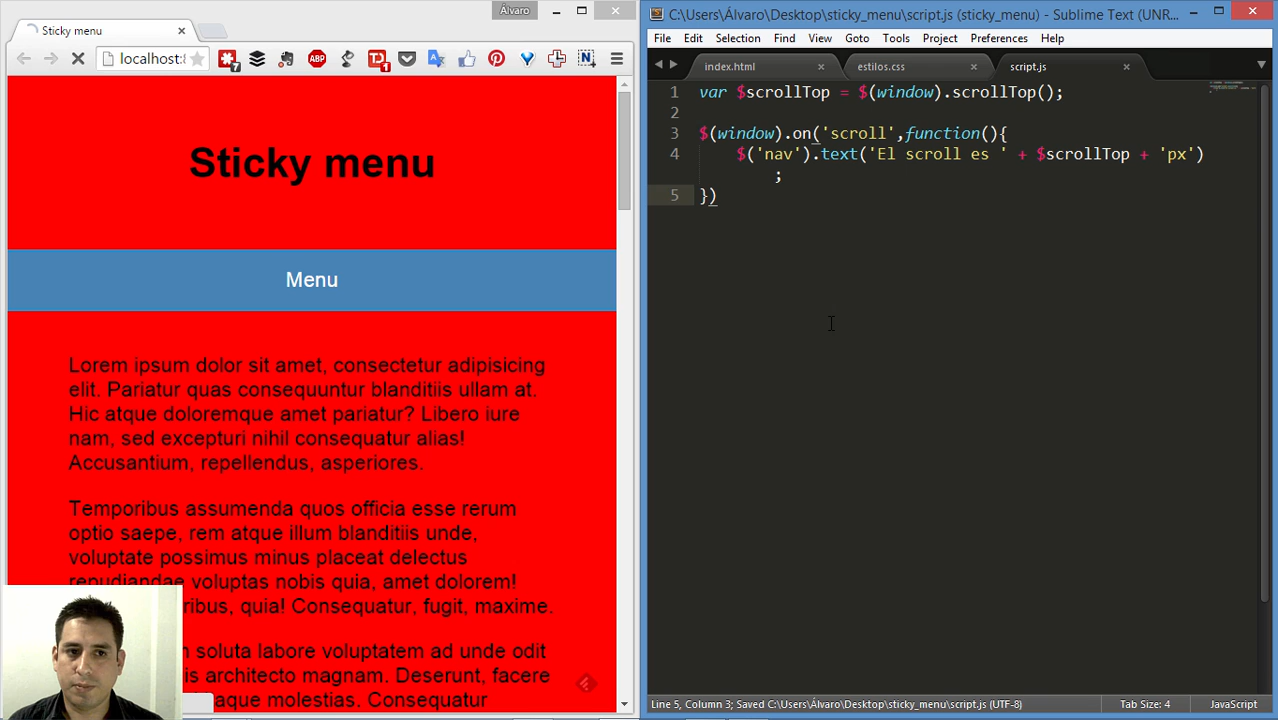 Álvaro
Sticky menu
localhost:8
7
1
Sticky menu
Menu
Lorem ipsum dolor sit amet, consectetur adipisicing
elit. Pariatur quas consequuntur blanditiis ullam at.
Hic atque doloremque amet pariatur? Libero iure
nam, sed excepturi nihil consequatur alias!
Accusantium, repellendus, asperiores.
Temporibus assumenda quos officia esse rerum
optio saepe, rem atque illum blanditiis unde,
voluptate possimus minus placeat delectus
repudiandae voluptas nobis quia, amet dolorem!
ribus, quia! Consequatur, fugit, maxime.
soluta labore voluptatem ad unde odit
is architecto magnam. Deserunt, facere
aque molestias. Consequatur
C:\Users\Álvaro\Desktop\sticky_menu\script.js (sticky_menu) - Sublime Text (UNR...
File Edit Selection Find View Goto Tools Project Preferences Help
index.html estilos.css script.js
1 var $scrollTop = $(window).scrollTop();
2
3 $(window).on('scroll',function(){
4 $('nav').text('El scroll es ' + $scrollTop + 'px')
;
5 })
Line 5, Column 3; Saved C:\Users\Álvaro\Desktop\sticky_menu\script.js (UTF-8) Tab Size: 4 JavaScript